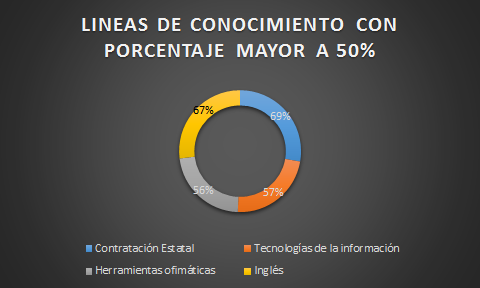 LINEAS DE CONOCIMIENTO CON
PORCENTAJE MAYOR A 50%
67%
69%
56%
57%
Contratación Estatal
Tecnologías de la información
Herramientas ofimáticas
Inglés